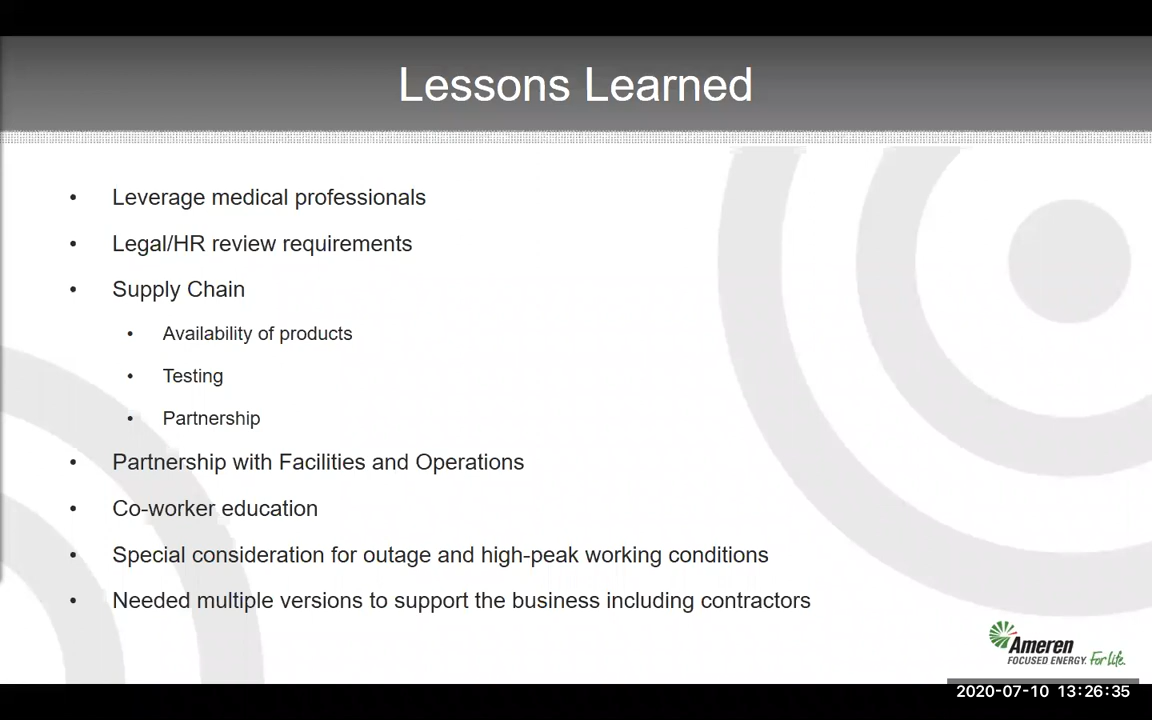 Lessons Learned
• Leverage medical professionals
• Legal/HR review requirements
• Supply Chain
• Availability of products
• Testing
• Partnership
• Partnership with Facilities and Operations
• Co-worker education
• Special consideration for outage and high-peak working conditions
• Needed multiple versions to support the business including contractors
Ameren
FOCUSED ENERGY. For life.
2020-07-10 13:26:35